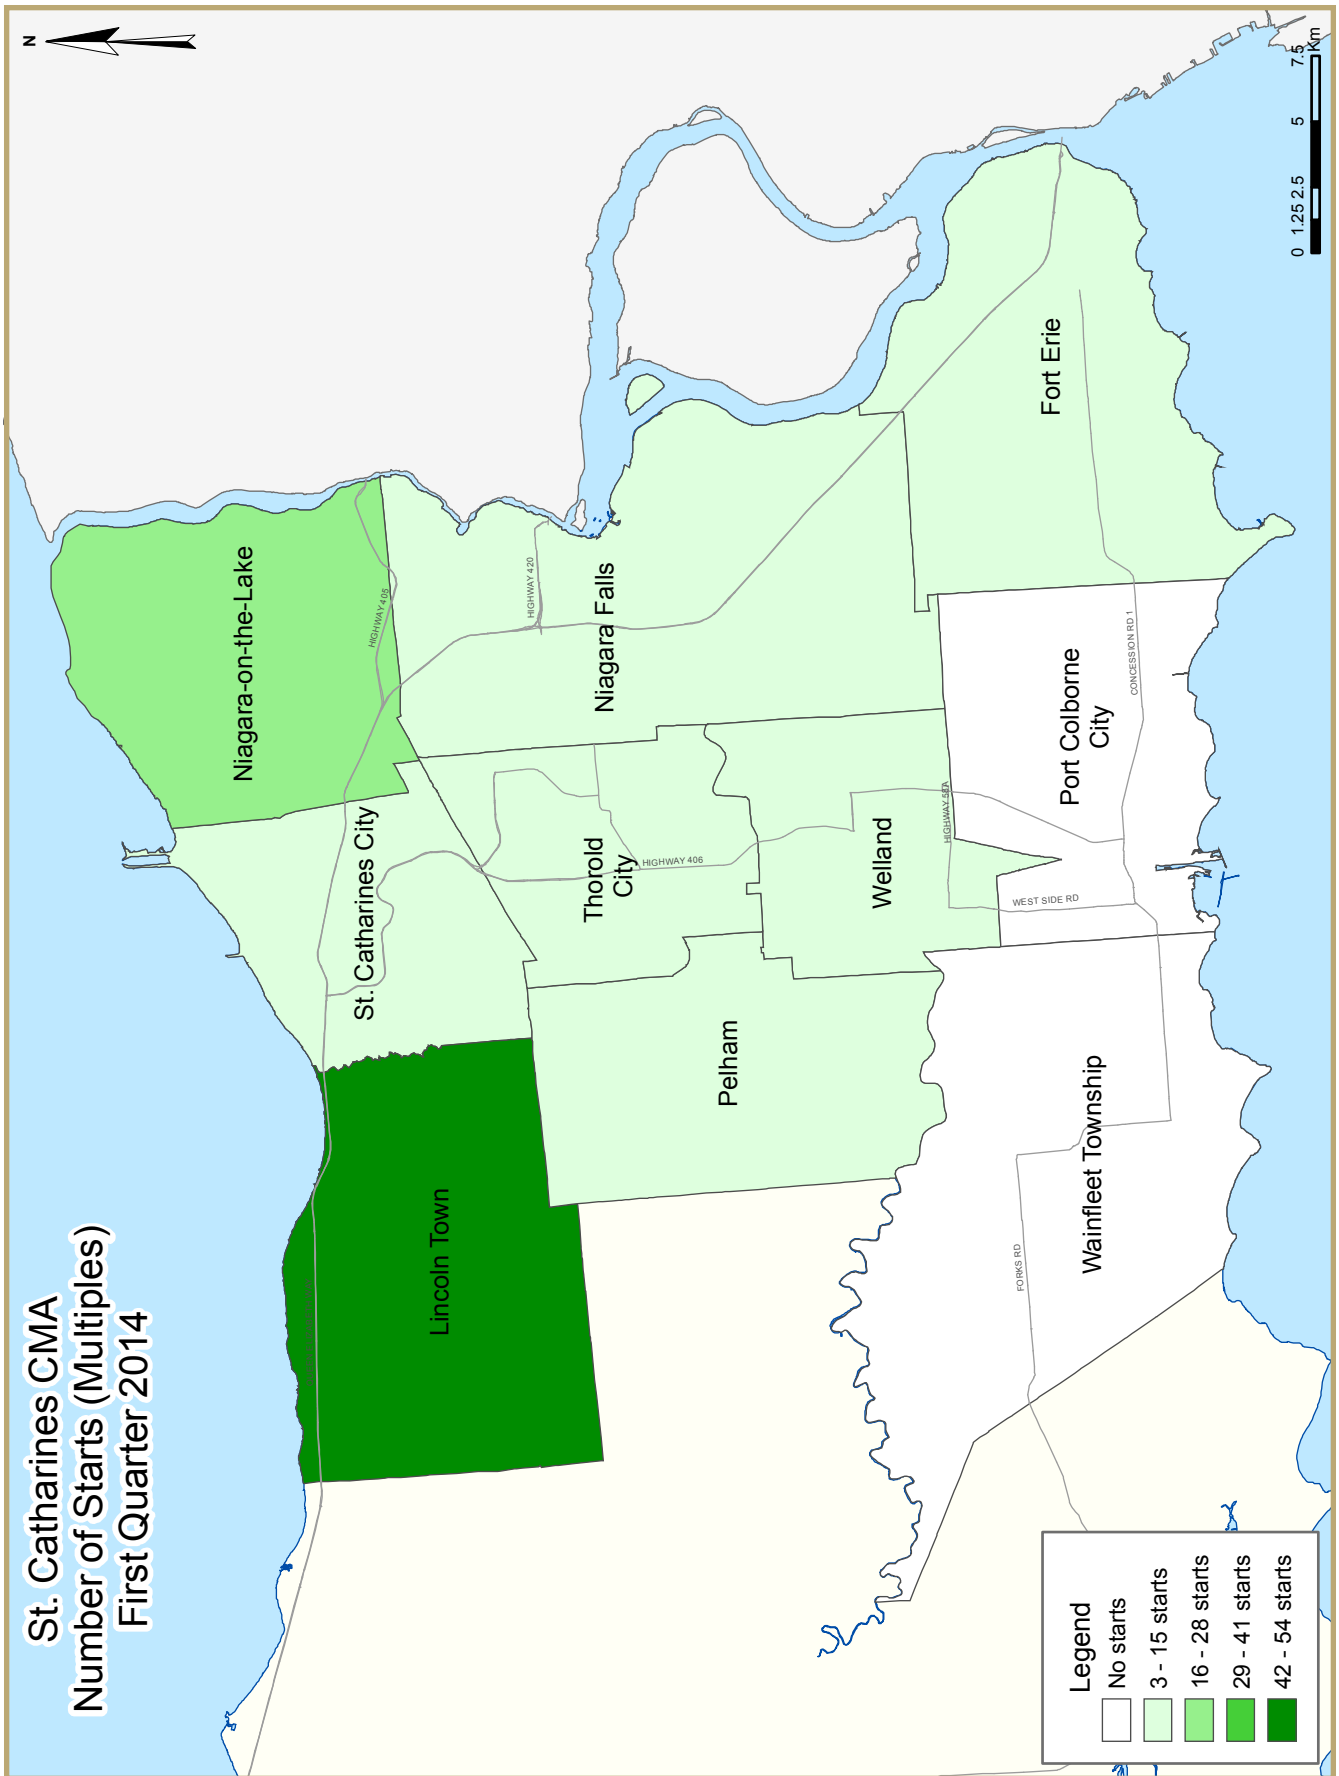 St. Catharines CMA
Number of Starts (Multiples)
First Quarter 2014
N
Niagara-on-the-Lake
HIGHWAY 405
St. Catharines City
Lincoln Town
HIGHWAY 420
Niagara Falls
Thorold
City
HIGHWAY 406
Pelham
Welland
HIGHWAY 58A
WEST SIDE RD
Fort Erie
Port Colborne
City
CONCESSION RD 1
Wainfleet Township
FORKS RD
Legend
No starts
3 - 15 starts
16 - 28 starts
29 - 41 starts
42 - 54 starts
0 1.25 2.5 5 7.5
Km